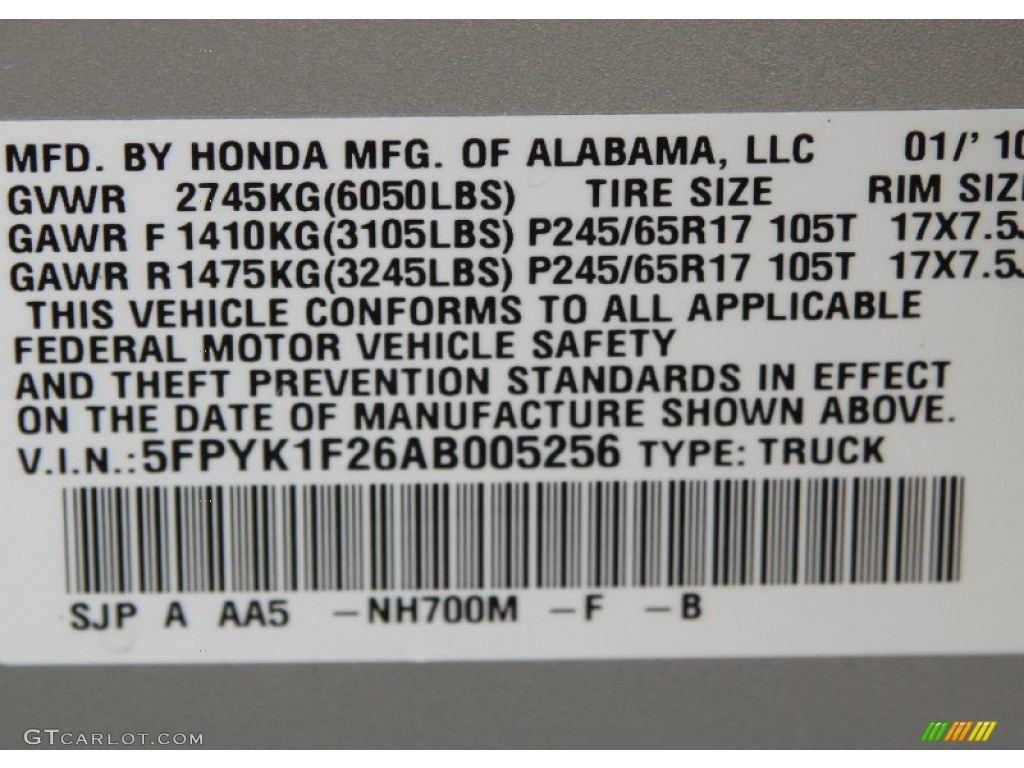 MFD. BY HONDA MFG. OF ALABAMA, LLC 01/' 10
GVWR 2745KG(6050LBS) TIRE SIZE RIM SIZE
GAWR F 1410KG(3105LBS) P245/65R17 105T 17X7.5J
GAWR R 1475KG(3245LBS) P245/65R17 105T 17X7.5J
THIS VEHICLE CONFORMS TO ALL APPLICABLE
FEDERAL MOTOR VEHICLE SAFETY
AND THEFT PREVENTION STANDARDS IN EFFECT
ON THE DATE OF MANUFACTURE SHOWN ABOVE.
V.I.N.:5FPYK1F26AB005256 TYPE: TRUCK
SJP A AA5 -NH700M -F -B
GTCARLOT.COM